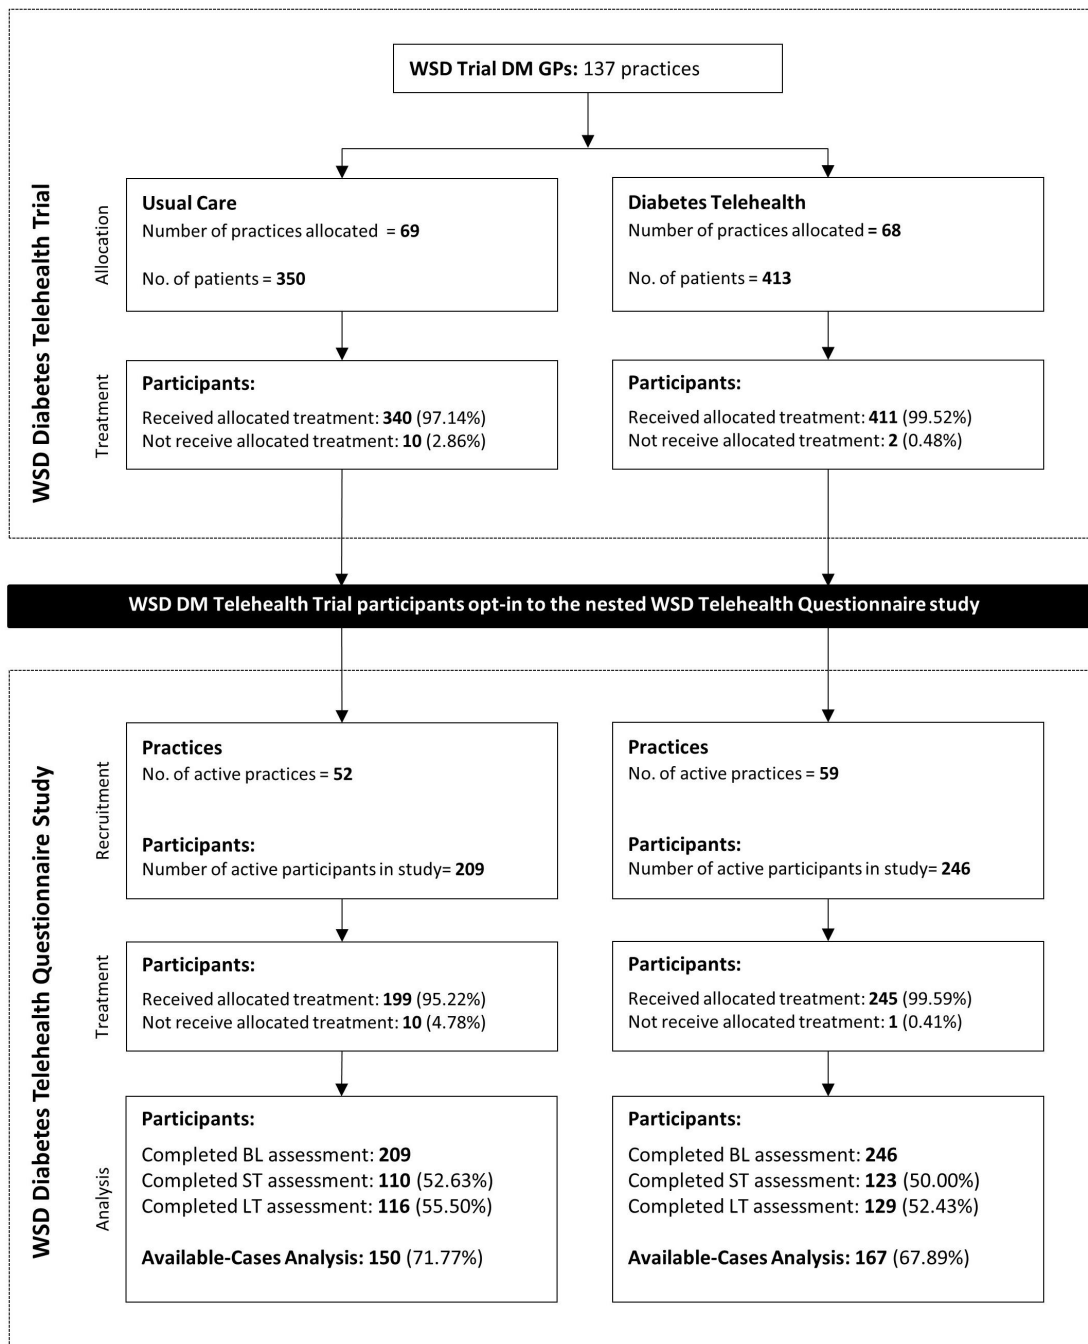 WSD Trial DM GPs: 137 practices
WSD Diabetes Telehealth Trial
Allocation
Usual Care
Number of practices allocated = 69
No. of patients = 350
Diabetes Telehealth
Number of practices allocated = 68
No. of patients = 413
Treatment
Participants:
Received allocated treatment: 340 (97.14%)
Not receive allocated treatment: 10 (2.86%)
Participants:
Received allocated treatment: 411 (99.52%)
Not receive allocated treatment: 2 (0.48%)
WSD DM Telehealth Trial participants opt-in to the nested WSD Telehealth Questionnaire study
WSD Diabetes Telehealth Questionnaire Study
Recruitment
Practices
No. of active practices = 52
Participants:
Number of active participants in study= 209
Practices
No. of active practices = 59
Participants:
Number of active participants in study= 246
Treatment
Participants:
Received allocated treatment: 199 (95.22%)
Not receive allocated treatment: 10 (4.78%)
Participants:
Received allocated treatment: 245 (99.59%)
Not receive allocated treatment: 1 (0.41%)
Analysis
Participants:
Completed BL assessment: 209
Completed ST assessment: 110 (52.63%)
Completed LT assessment: 116 (55.50%)
Available-Cases Analysis: 150 (71.77%)
Participants:
Completed BL assessment: 246
Completed ST assessment: 123 (50.00%)
Completed LT assessment: 129 (52.43%)
Available-Cases Analysis: 167 (67.89%)